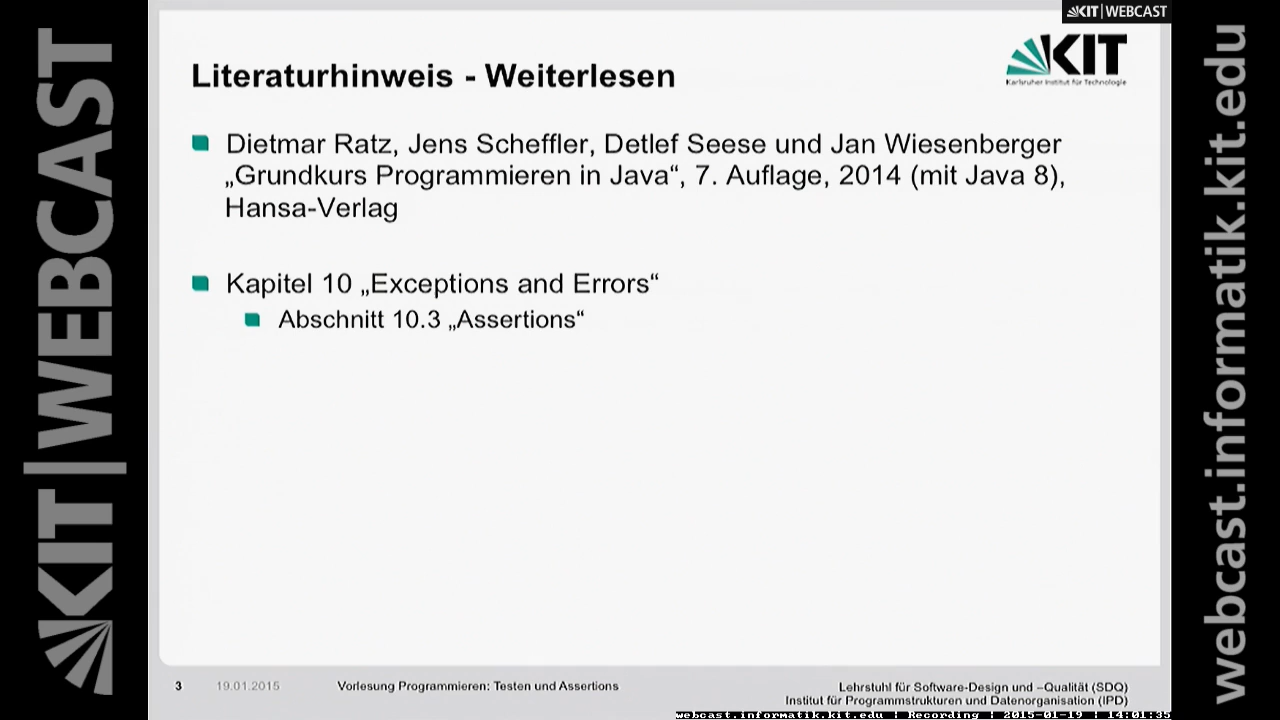 KIT|WEBCAST
KIT|WEBCAST
webcast.informatik.kit.edu
KIT
Karlsruher Institut für Technologie
Literaturhinweis - Weiterlesen
Dietmar Ratz, Jens Scheffler, Detlef Seese und Jan Wiesenberger
„Grundkurs Programmieren in Java“, 7. Auflage, 2014 (mit Java 8),
Hansa-Verlag
Kapitel 10 „Exceptions and Errors“
Abschnitt 10.3 „Assertions“
3
19.01.2015
Vorlesung Programmieren: Testen und Assertions
Lehrstuhl für Software-Design und –Qualität (SDQ)
Institut für Programmstrukturen und Datenorganisation (IPD)
webcast.informatik.kit.edu | Recording | 2015-01-19 | 14:01:35